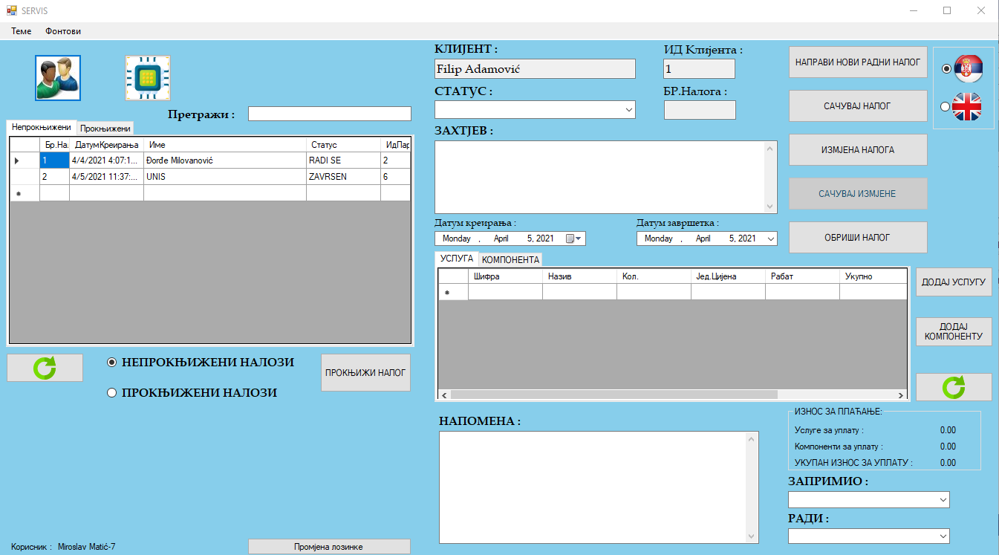 SERVIS
Теме Фонтови
Претражи :
Непрокњижени Прокњижени
Бр.На. ДатумКреирања Име Статус ИдПар
1 4/4/2021 4:07:1... Đorđe Milovanović RADI SE 2
2 4/5/2021 11:37:... UNIS ZAVRSEN 6
НЕПРОКЊИЖЕНИ НАЛОЗИ
ПРОКЊИЖЕНИ НАЛОЗИ
ПРОКЊИЖИ НАЛОГ
Корисник : Miroslav Matić-7
Промјена лозинке
КЛИЈЕНТ :
Filip Adamović
ИД Клијента :
1
СТАТУС :
БР.Налога :
ЗАХТЈЕВ :
Датум креирања :
Monday , April 5, 2021
Датум завршетка :
Monday , April 5, 2021
УСЛУГА КОМПОНЕНТА
Шифра Назив Кол. Јед.Цијена Рабат Укупно
НАПОМЕНА :
НАПРАВИ НОВИ РАДНИ НАЛОГ
САЧУВАЈ НАЛОГ
ИЗМЈЕНА НАЛОГА
САЧУВАЈ ИЗМЈЕНЕ
ОБРИШИ НАЛОГ
ДОДАЈ УСЛУГУ
ДОДАЈ
КОМПОНЕНТУ
ИЗНОС ЗА ПЛАЋАЊЕ:
Услуге за уплату : 0.00
Компоненти за уплату : 0.00
УКУПАН ИЗНОС ЗА УПЛАТУ : 0.00
ЗАПРИМИО :
РАДИ :